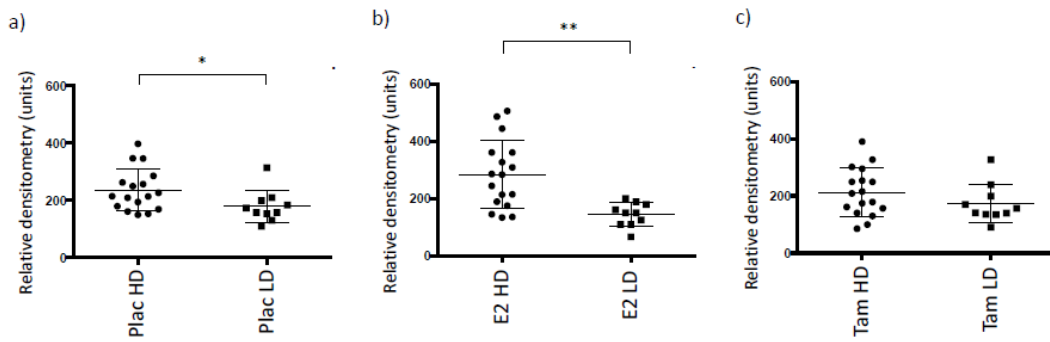 a)
*
Relative densitometry (units)
600
400
200
0
Plac HD
Plac LD
b)
**
Relative densitometry (units)
600
400
200
0
E2 HD
E2 LD
c)
Relative densitometry (units)
600
400
200
0
Tam HD
Tam LD